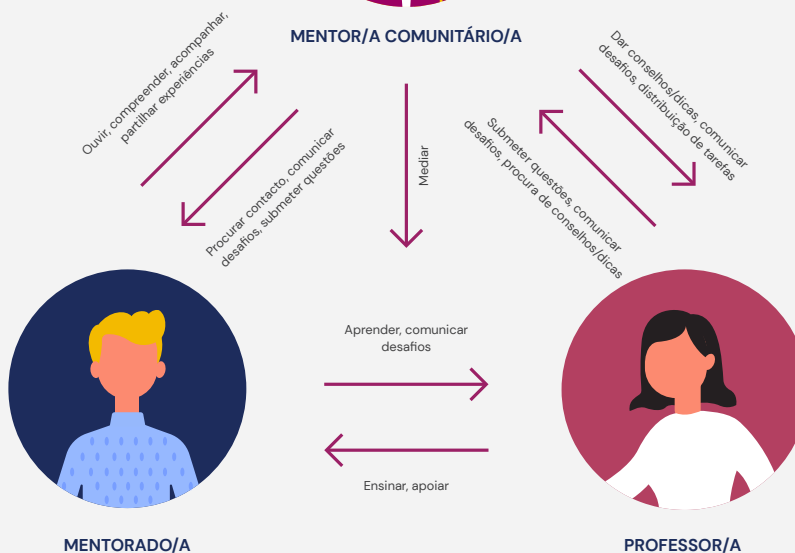 MENTOR/A COMUNITÁRIO/A
Ouvir, compreender, acompanhar,
partilhar experiências
Procurar contacto, comunicar
desafios, submeter questões
Mediar
Dar conselhos/dicas, comunicar
desafios, distribuição de tarefas
Submeter questões, comunicar
desafios, procura de conselhos/dicas
Aprender, comunicar
desafios
Ensinar, apoiar
MENTORADO/A
PROFESSOR/A